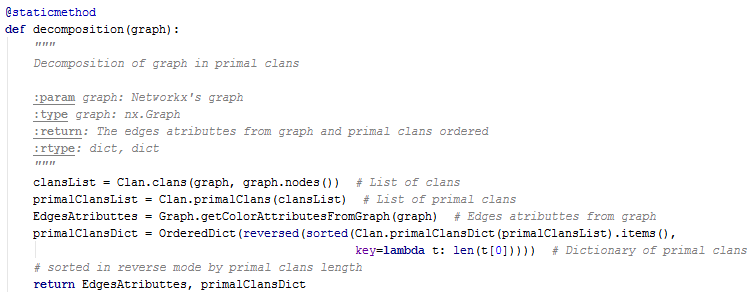 @staticmethod
def decomposition(graph):
"""
Decomposition of graph in primal clans
:param graph: Networkx's graph
:type graph: nx.Graph
:return: The edges atributtes from graph and primal clans ordered
:rtype: dict, dict
"""
clansList = Clan.clans(graph, graph.nodes())  # List of clans
primalClansList = Clan.primalClans(clansList)  # List of primal clans
EdgesAtributtes = Graph.getColorAttributesFromGraph(graph)  # Edges atributtes from graph
primalClansDict = OrderedDict(reversed(sorted(Clan.primalClansDict(primalClansList).items(),
key=lambda t: len(t[0]))))  # Dictionary of primal clans
# sorted in reverse mode by primal clans length
return EdgesAtributtes, primalClansDict